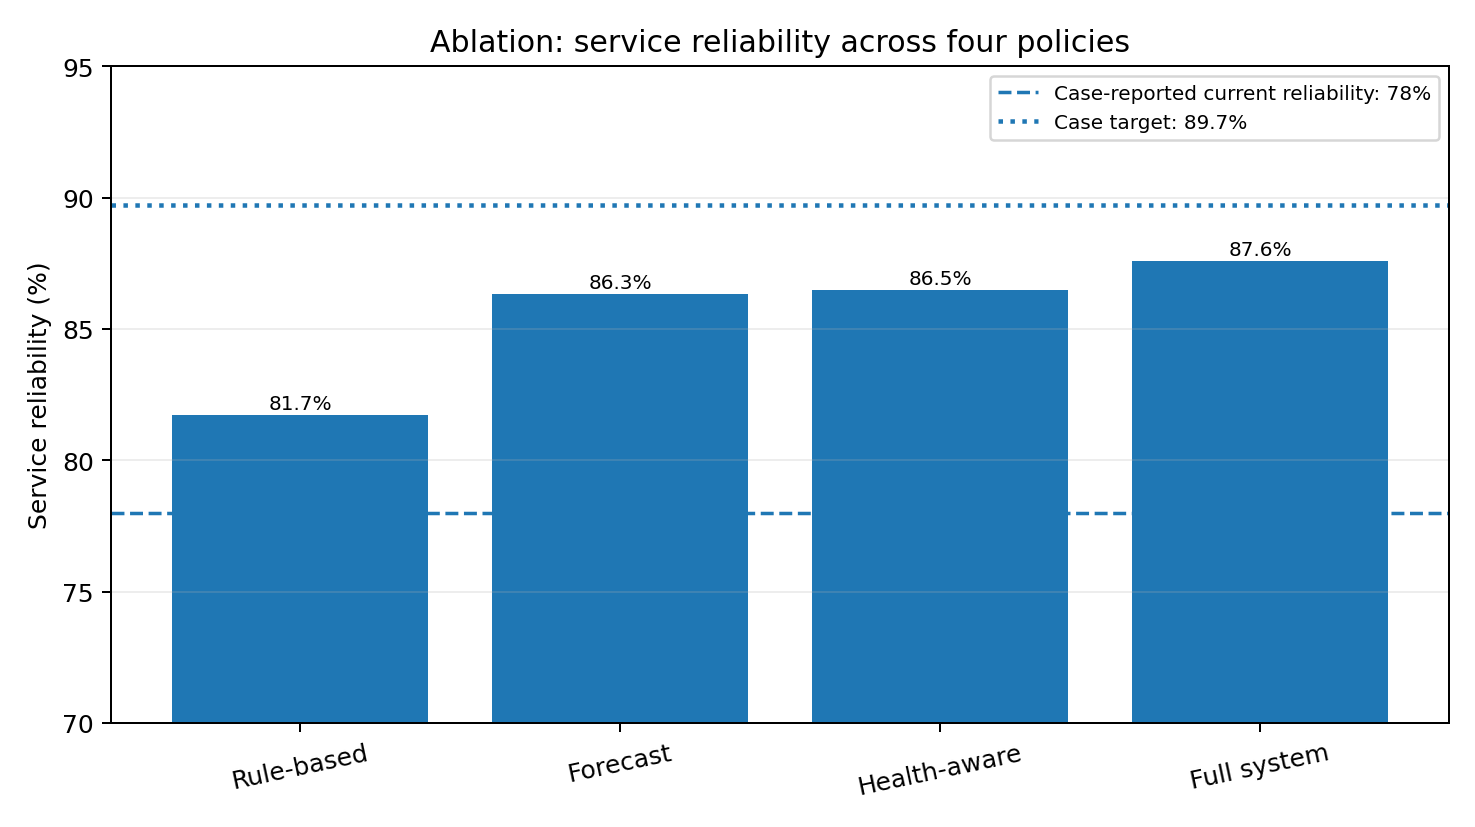 Ablation: service reliability across four policies
Case-reported current reliability: 78%
Case target: 89.7%
Service reliability (%)
95
90
85
80
75
70
81.7%
86.3%
86.5%
87.6%
Rule-based
Forecast
Health-aware
Full system